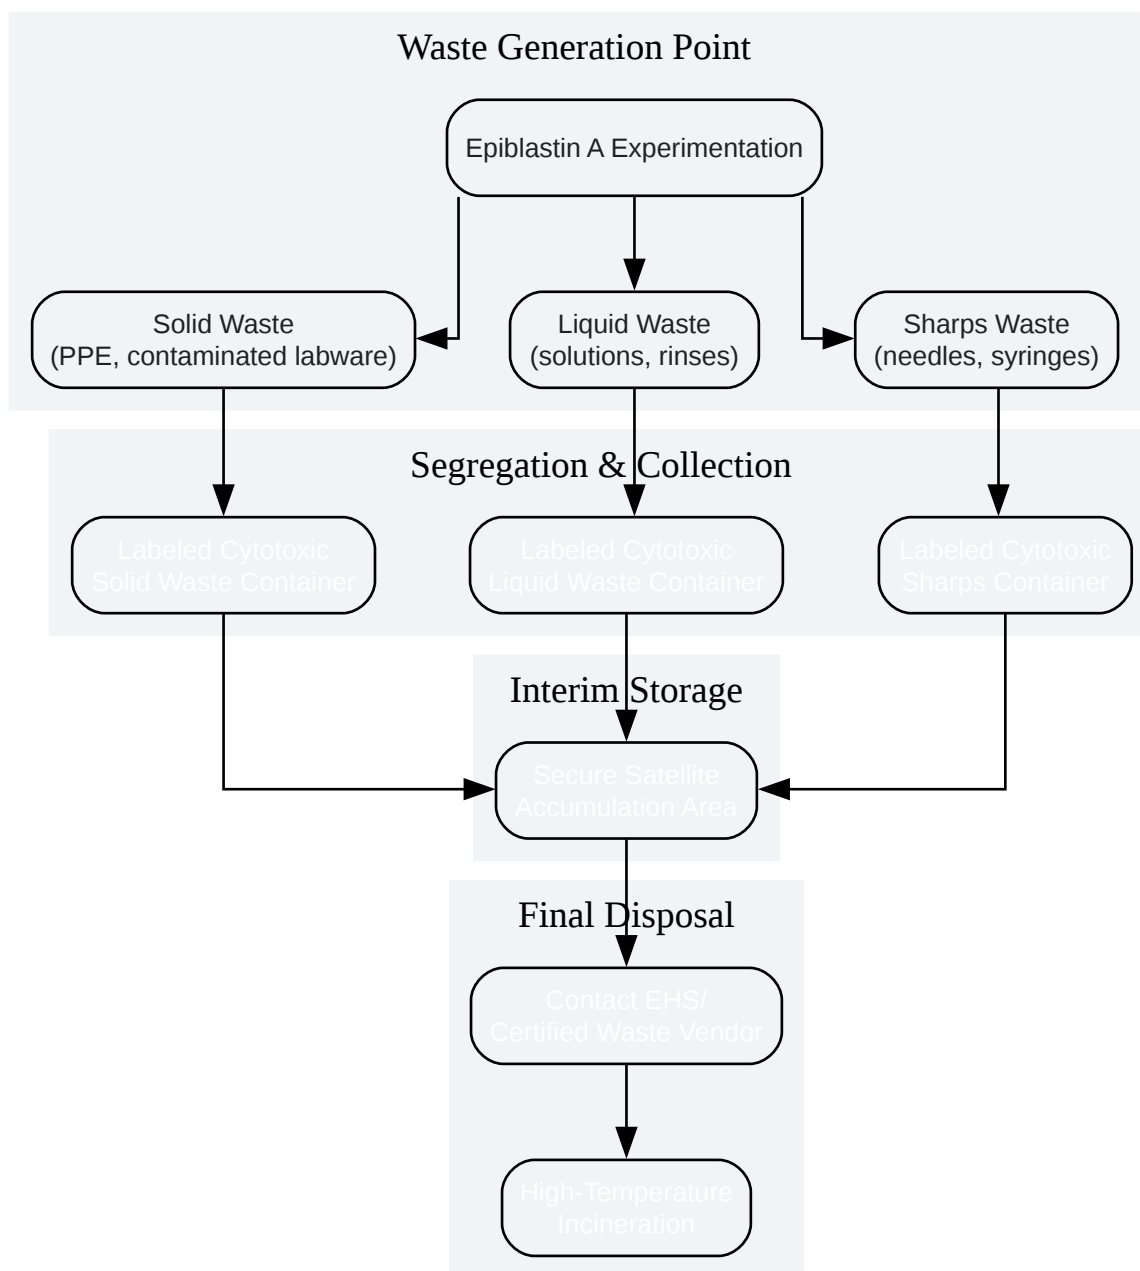 Waste Generation Point
Epiblastin A Experimentation
Solid Waste
(PPE, contaminated labware)
Liquid Waste
(solutions, rinses)
Sharps Waste
(needles, syringes)
Segregation & Collection
Labeled Cytotoxic
Solid Waste Container
Labeled Cytotoxic
Liquid Waste Container
Labeled Cytotoxic
Sharps Container
Interim Storage
Secure Satellite
Accumulation Area
Final Disposal
Contact EHS/
Certified Waste Vendor
High-Temperature
Incineration